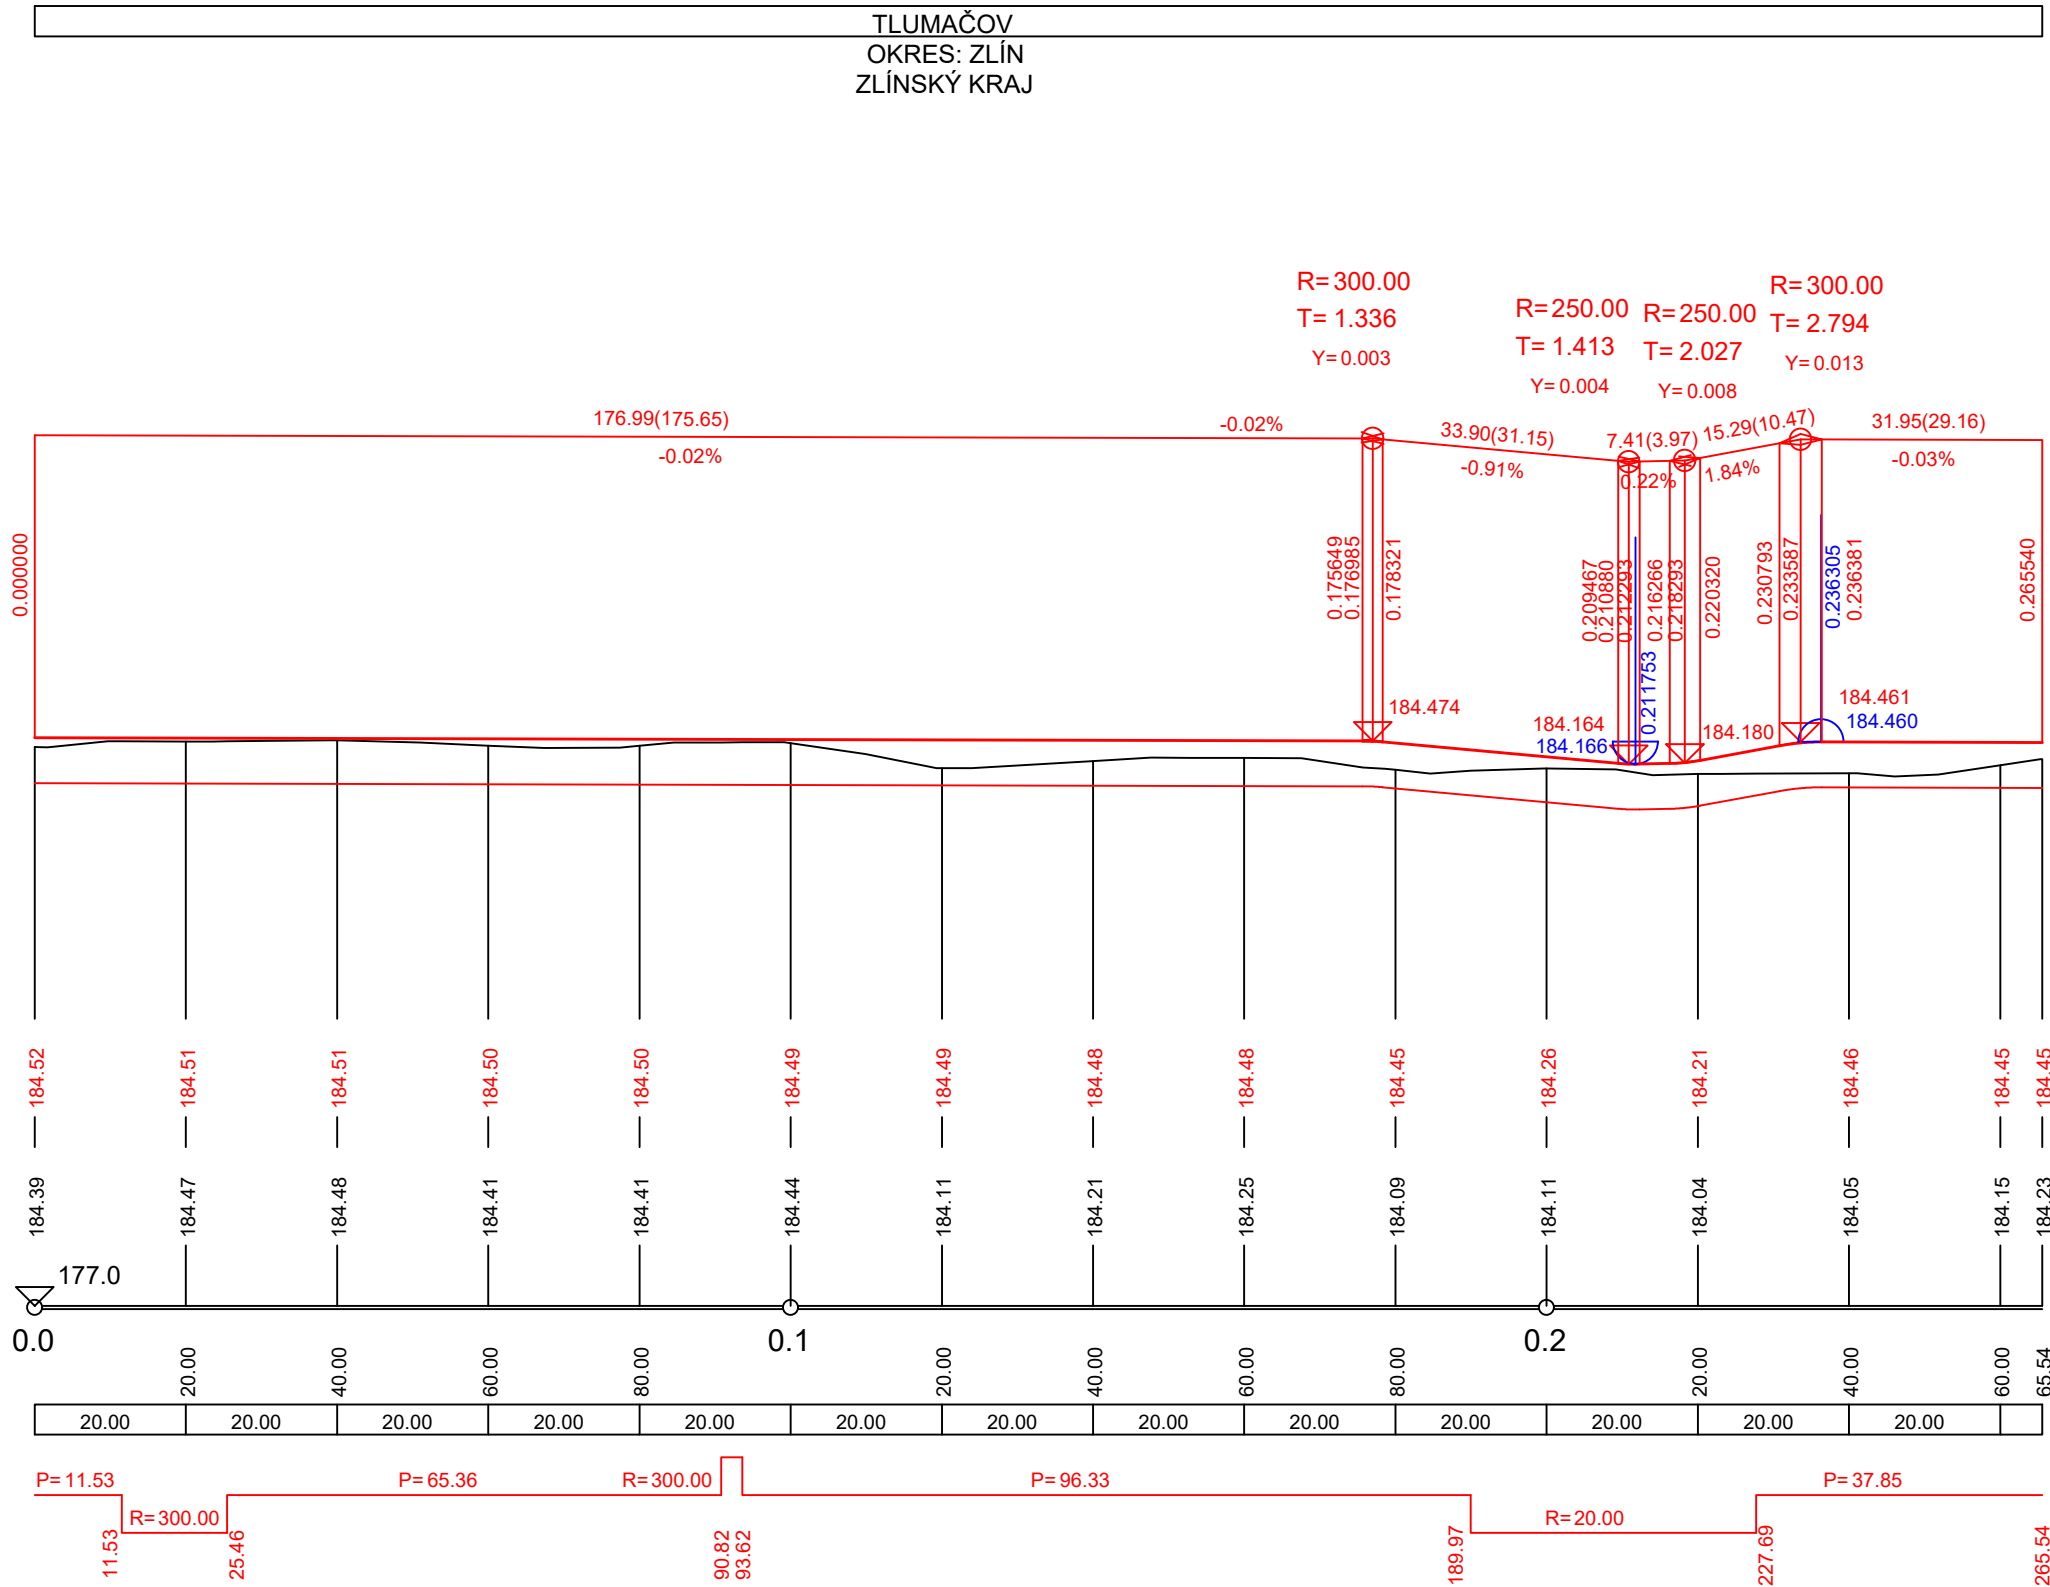 TLUMAČOV
OKRES: ZLÍN
ZLÍNSKÝ KRAJ
R=300.00
T= 1.336
Y=0.003
R=250.00
T= 1.413
Y=0.004
R=250.00
T= 2.027
Y=0.008
R=300.00
T= 2.794
Y=0.013
176.99(175.65)
-0.02%
-0.02%
33.90(31.15)
-0.91%
7.41(3.97)
0.22%
15.29(10.47)
1.84%
31.95(29.16)
-0.03%
0.000000
0.175649
0.176985
0.178321
0.209467
0.210880
0.212293
0.211753
0.216266
0.218293
0.220320
0.230793
0.233587
0.236305
0.236381
0.265540
184.474
184.164
184.166
184.180
184.461
184.460
184.52 184.51 184.51 184.50 184.50 184.49 184.49 184.48 184.48 184.45 184.26 184.21 184.46 184.45 184.45
184.39 184.47 184.48 184.41 184.41 184.44 184.11 184.21 184.25 184.09 184.11 184.04 184.05 184.15 184.23
177.0
0.0 0.1 0.2
20.00 40.00 60.00 80.00 20.00 40.00 60.00 80.00 20.00 40.00 60.00 65.54
20.00 20.00 20.00 20.00 20.00 20.00 20.00 20.00 20.00 20.00 20.00 20.00 20.00
P=11.53 P=65.36 R=300.00 P=96.33 P=37.85
R=300.00 R=20.00
11.53 25.46 90.82 93.62 189.97 227.69 265.54